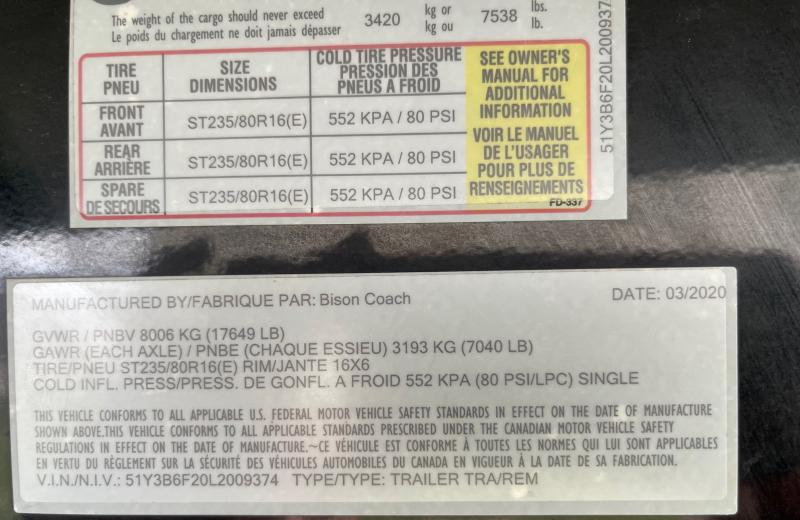 The weight of the cargo should never exceed 3420 kg or 7538 lbs.
Le poids du chargement ne doit jamais dépasser kg ou lb.
TIRE PNEU
SIZE DIMENSIONS
COLD TIRE PRESSURE
PRESSION DES
PNEUS A FROID
FRONT AVANT ST235/80R16(E) 552 KPA / 80 PSI
REAR ARRIÈRE ST235/80R16(E) 552 KPA / 80 PSI
SPARE DE SECOURS ST235/80R16(E) 552 KPA / 80 PSI
SEE OWNER'S
MANUAL FOR
ADDITIONAL
INFORMATION
VOIR LE MANUEL
DE L'USAGER
POUR PLUS DE
RENSEIGNEMENTS
FD-337
51Y3B6F20L2009374
MANUFACTURED BY/FABRIQUE PAR: Bison Coach DATE: 03/2020
GVWR / PNBV 8006 KG (17649 LB)
GAWR (EACH AXLE) / PNBE (CHAQUE ESSIEU) 3193 KG (7040 LB)
TIRE/PNEU ST235/80R16(E) RIM/JANTE 16X6
COLD INFL. PRESS/PRESS. DE GONFL. A FROID 552 KPA (80 PSI/LPC) SINGLE
THIS VEHICLE CONFORMS TO ALL APPLICABLE U.S. FEDERAL MOTOR VEHICLE SAFETY STANDARDS IN EFFECT ON THE DATE OF MANUFACTURE
SHOWN ABOVE.THIS VEHICLE CONFORMS TO ALL APPLICABLE STANDARDS PRESCRIBED UNDER THE CANADIAN MOTOR VEHICLE SAFETY
REGULATIONS IN EFFECT ON THE DATE OF MANUFACTURE.~CE VÉHICULE EST CONFORME À TOUTES LES NORMES QUI LUI SONT APPLICABLES
EN VERTU DU RÈGLEMENT SUR LA SÉCURITÉ DES VÉHICULES AUTOMOBILES DU CANADA EN VIGUEUR À LA DATE DE SA FABRICATION.
V.I.N./N.I.V.: 51Y3B6F20L2009374 TYPE/TYPE: TRAILER TRA/REM